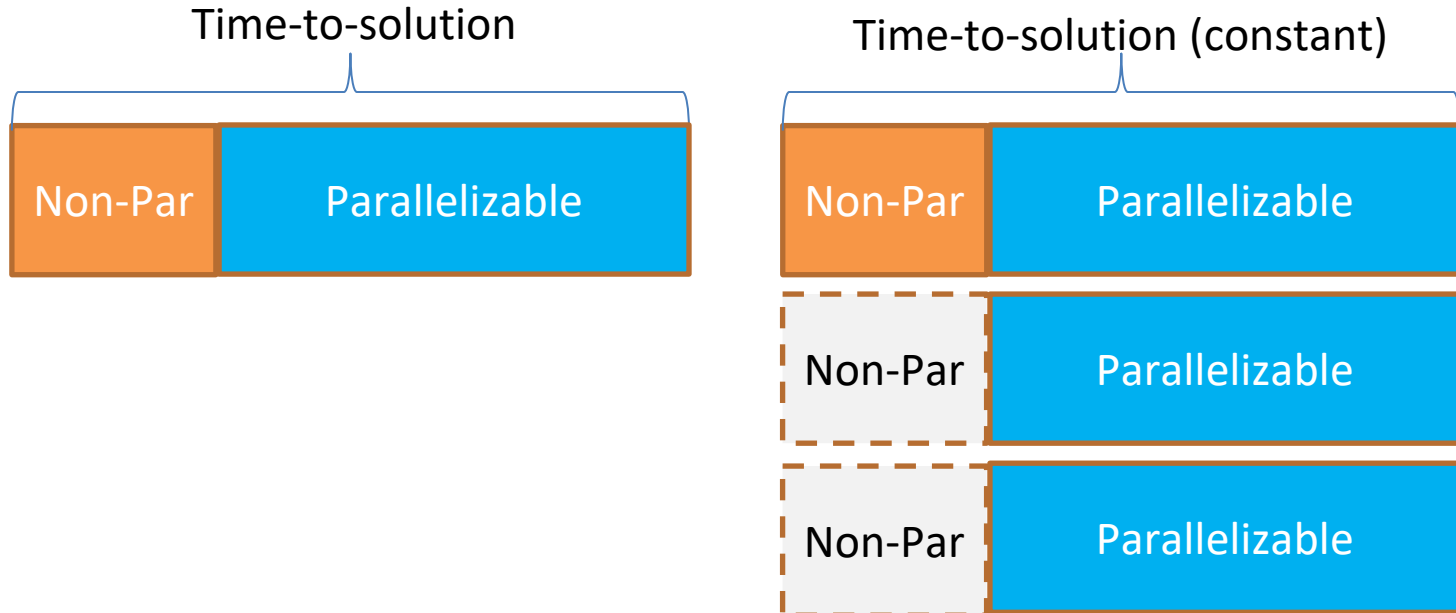 Time-to-solution
Non-Par
Parallelizable
Time-to-solution (constant)
Non-Par
Parallelizable
Non-Par
Parallelizable
Non-Par
Parallelizable